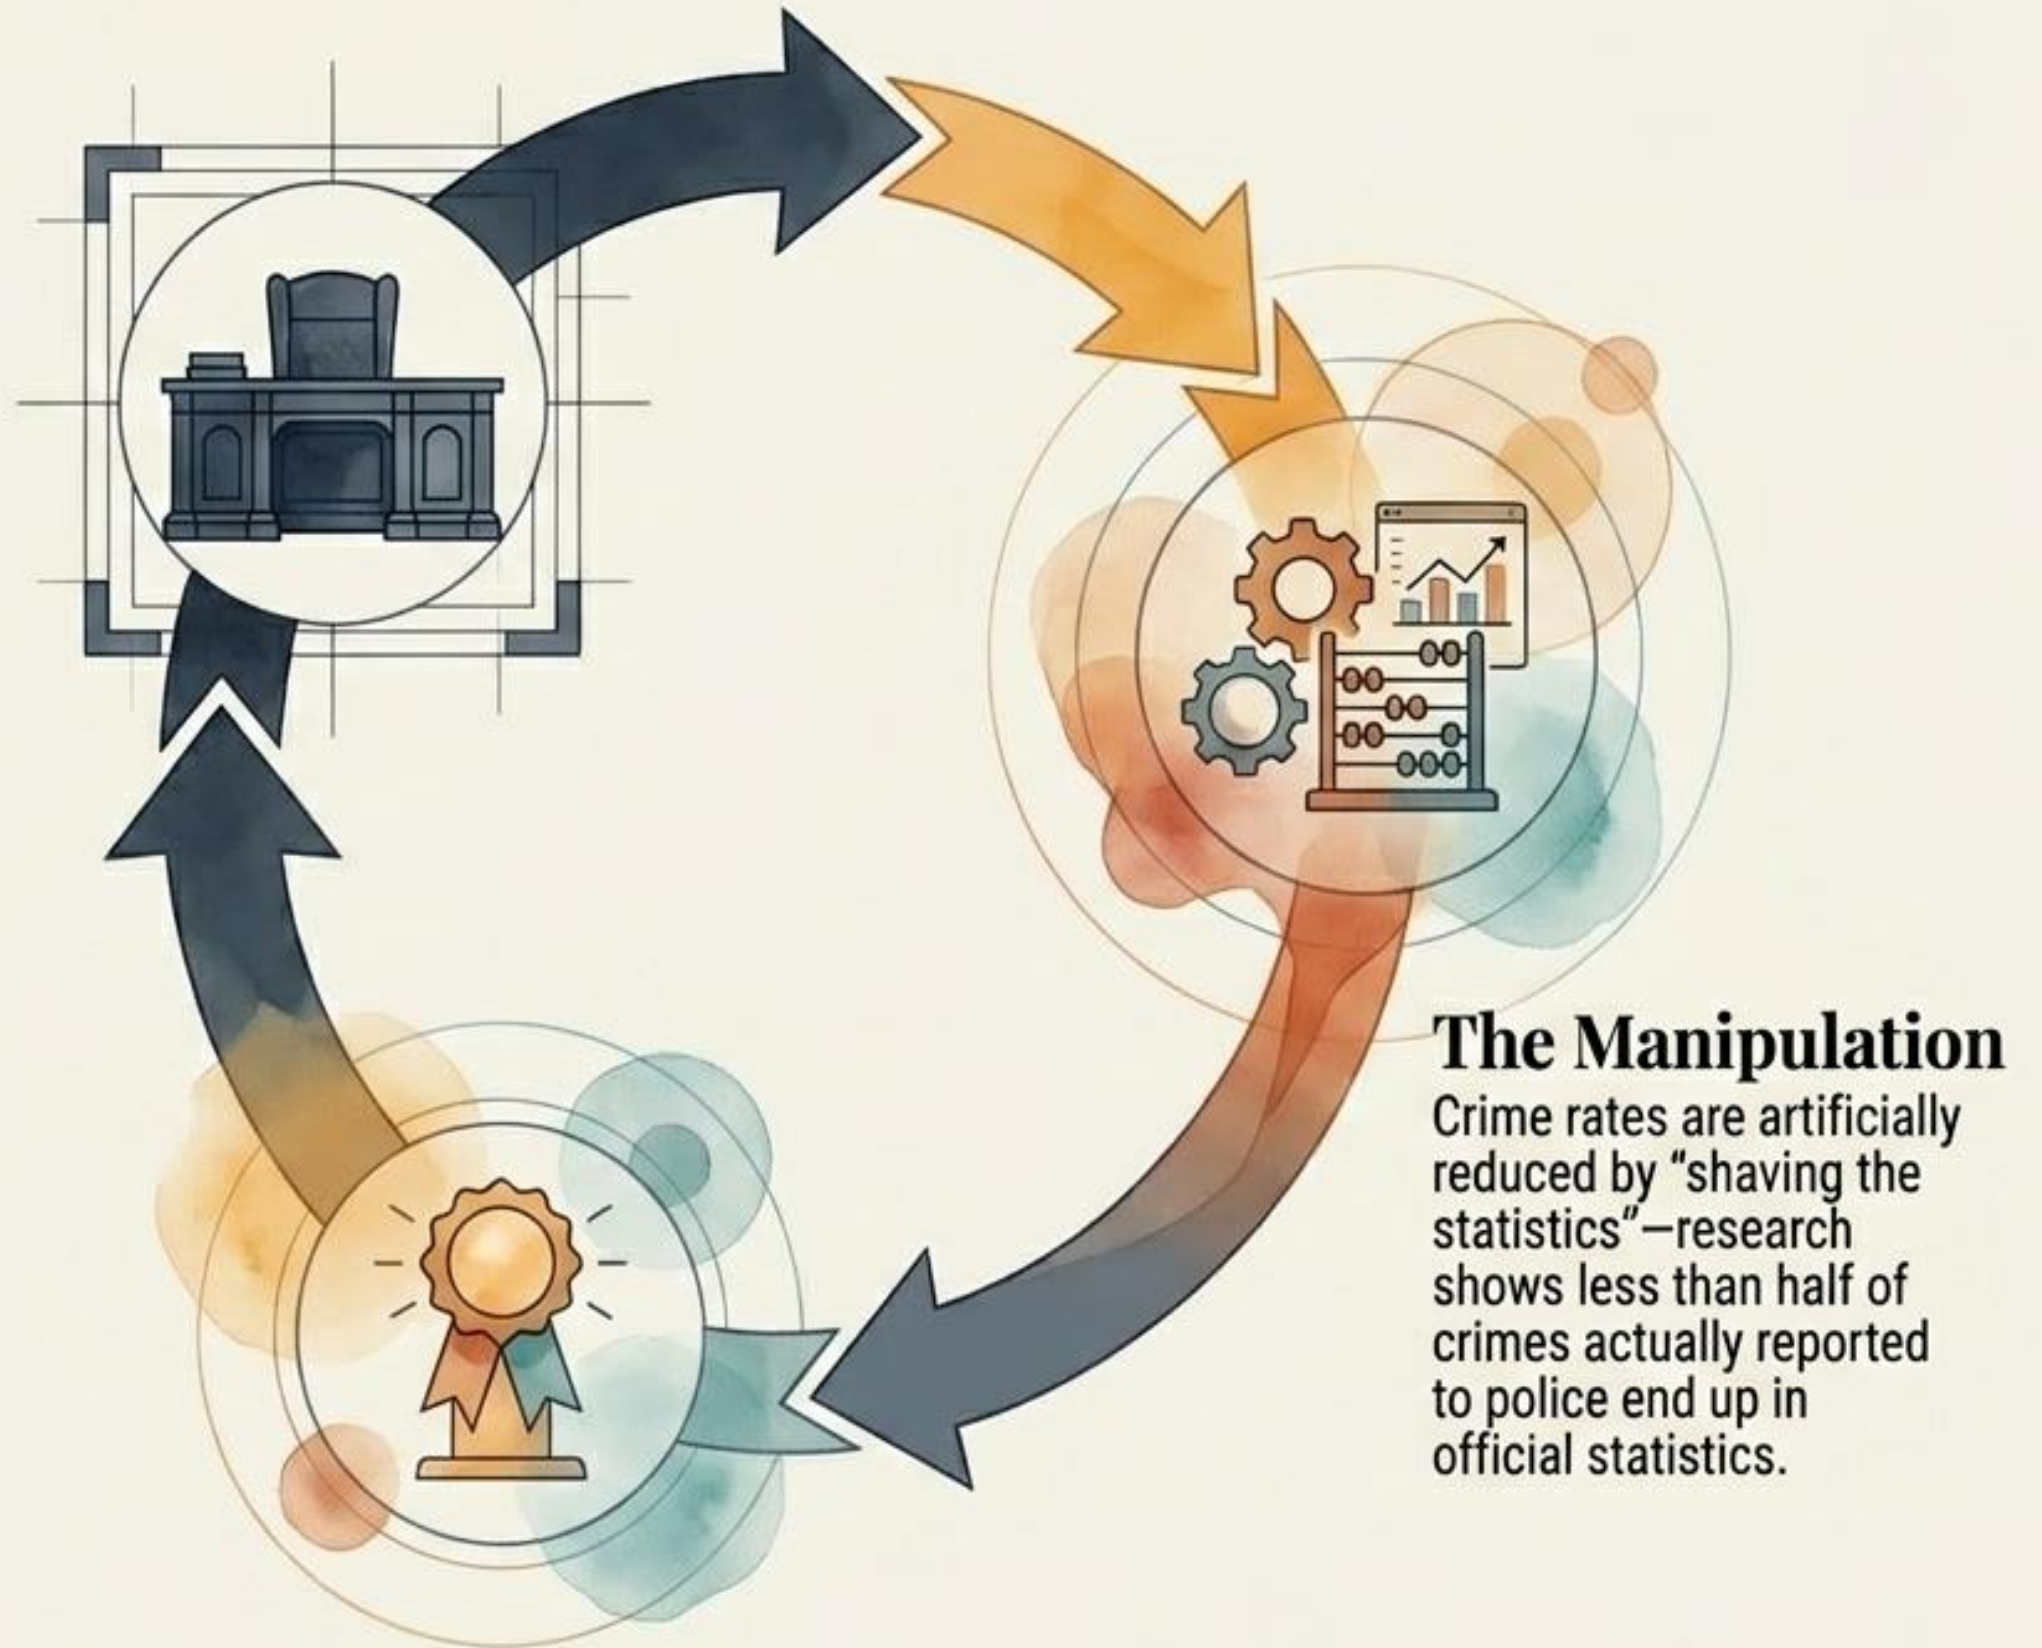 The Manipulation
Crime rates are artificially
reduced by “shaving the
statistics”—research
shows less than half of
crimes actually reported
to police end up in
official statistics.